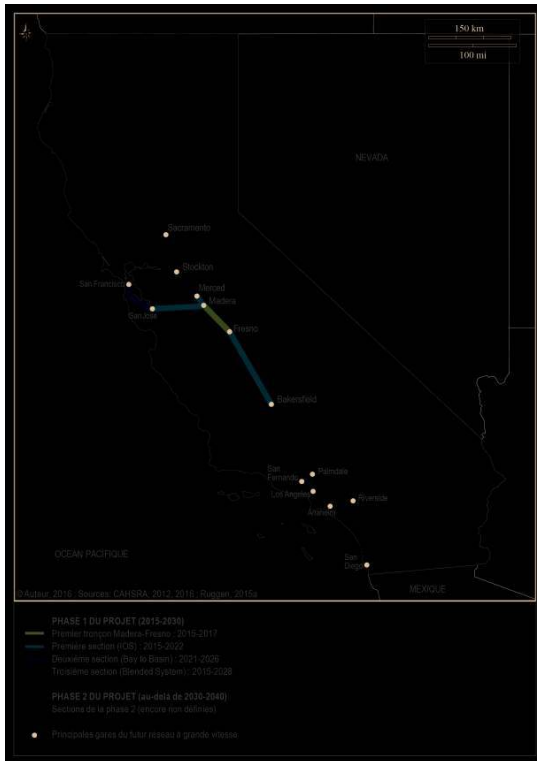 150 km
100 mi
NEVADA
Sacramento
Stockton
San Francisco
Merced
Madera
San José
Fresno
Bakersfield
San
Fernando
Palmdale
Los Angeles
Riverside
Anaheim
OCEAN PACIFIQUE
San
Diego
MEXIQUE
© Auteur, 2016 : Sources: CAHSRA, 2012, 2016 ; Ruggeri, 2015a
PHASE 1 DU PROJET (2015-2030)
Premier tronçon Madera-Fresno : 2015-2017
Première section (IOS) : 2015-2022
Deuxième section (Bay to Basin) : 2021-2026
Troisième section (Blended System) : 2015-2028
PHASE 2 DU PROJET (au-delà de 2030-2040)
Sections de la phase 2 (encore non définies)
Principales gares du futur réseau à grande vitesse